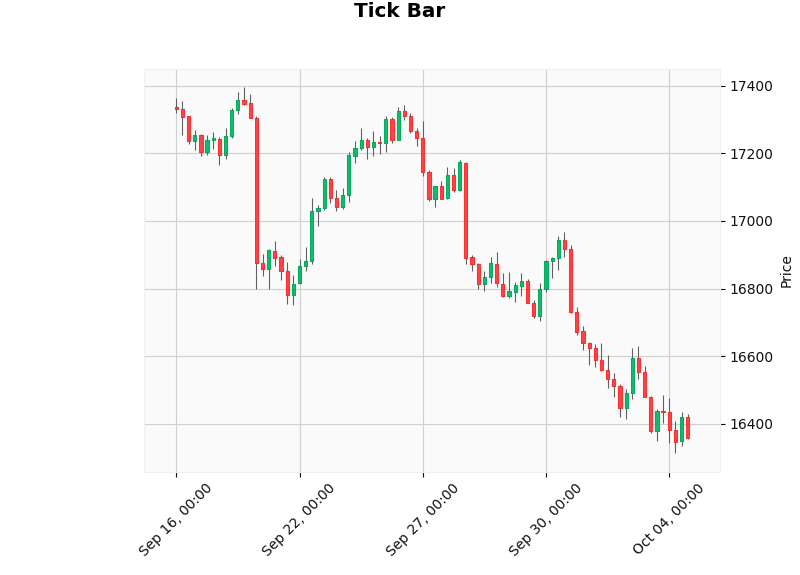 Tick Bar
17400
17200
17000
16800
16600
16400
Price
Sep 16, 00:00
Sep 22, 00:00
Sep 27, 00:00
Sep 30, 00:00
Oct 04, 00:00